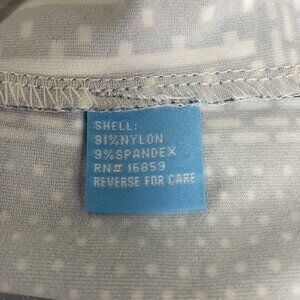 SHELL:
91%NYLON
9%SPANDEX
RN# 16859
REVERSE FOR CARE